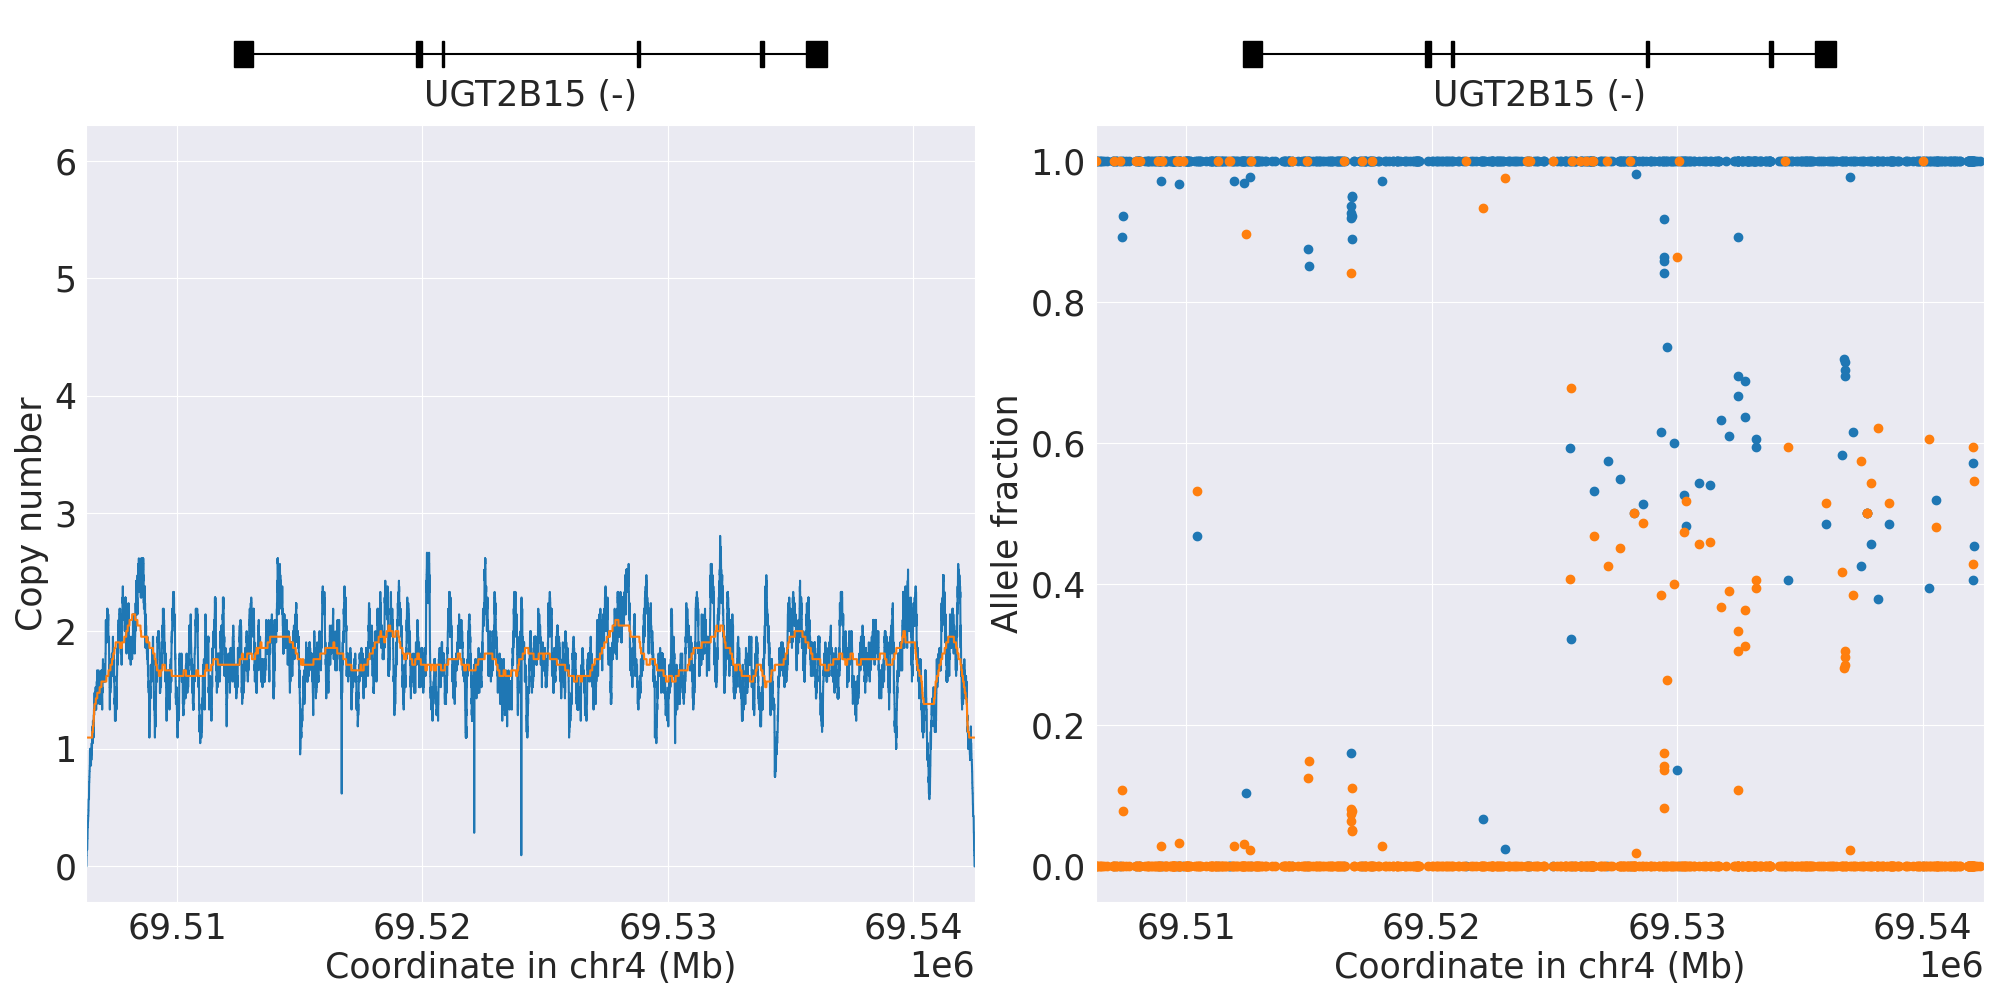 UGT2B15 (-)
6
5
4
3
2
1
0
Copy number
69.51 69.52 69.53 69.54
Coordinate in chr4 (Mb)
1e6
UGT2B15 (-)
1.0
0.8
0.6
0.4
0.2
0.0
Allele fraction
69.51 69.52 69.53 69.54
Coordinate in chr4 (Mb)
1e6